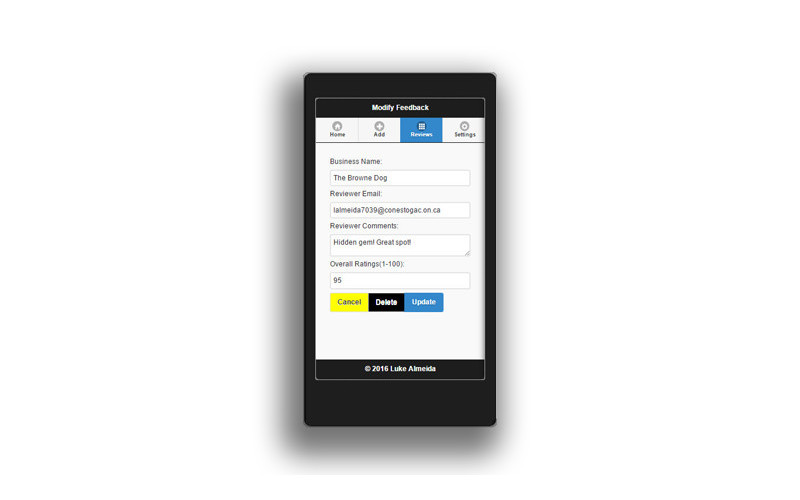 Modify Feedback
Home Add Reviews Settings
Business Name:
The Browne Dog
Reviewer Email:
lalmeida7039@conestogac.on.ca
Reviewer Comments:
Hidden gem! Great spot!
Overall Ratings(1-100):
95
Cancel Delete Update
© 2016 Luke Almeida